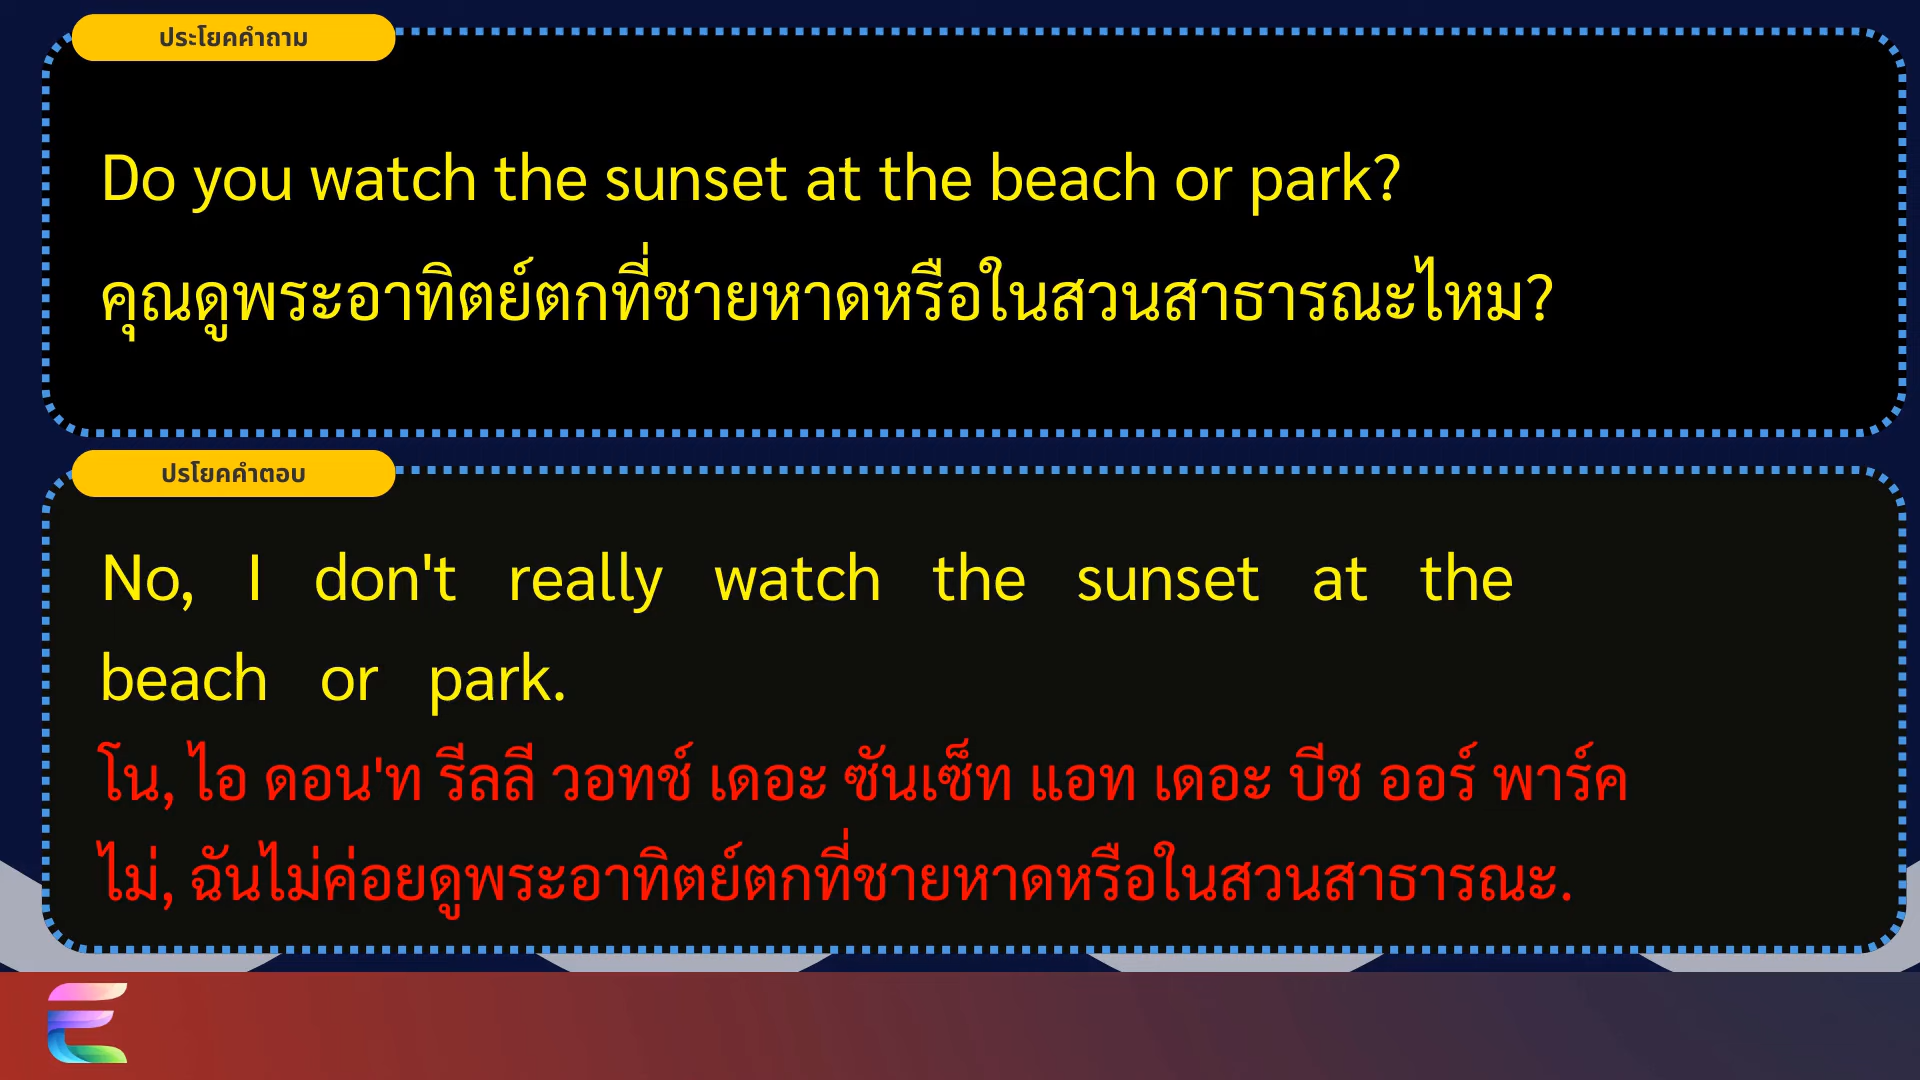 ประโยคคำถาม
Do you watch the sunset at the beach or park?
คุณดูพระอาทิตย์ตกที่ชายหาดหรือในสวนสาธารณะไหม?
ปรโยคคำตอบ
No, I don't really watch the sunset at the
beach or park.
โน, ไอ ดอน'ท รีลลี วอทช์ เดอะ ซันเซ็ท แอท เดอะ บีช ออร์ พาร์ค
ไม่, ฉันไม่ค่อยดูพระอาทิตย์ตกที่ชายหาดหรือในสวนสาธารณะ.